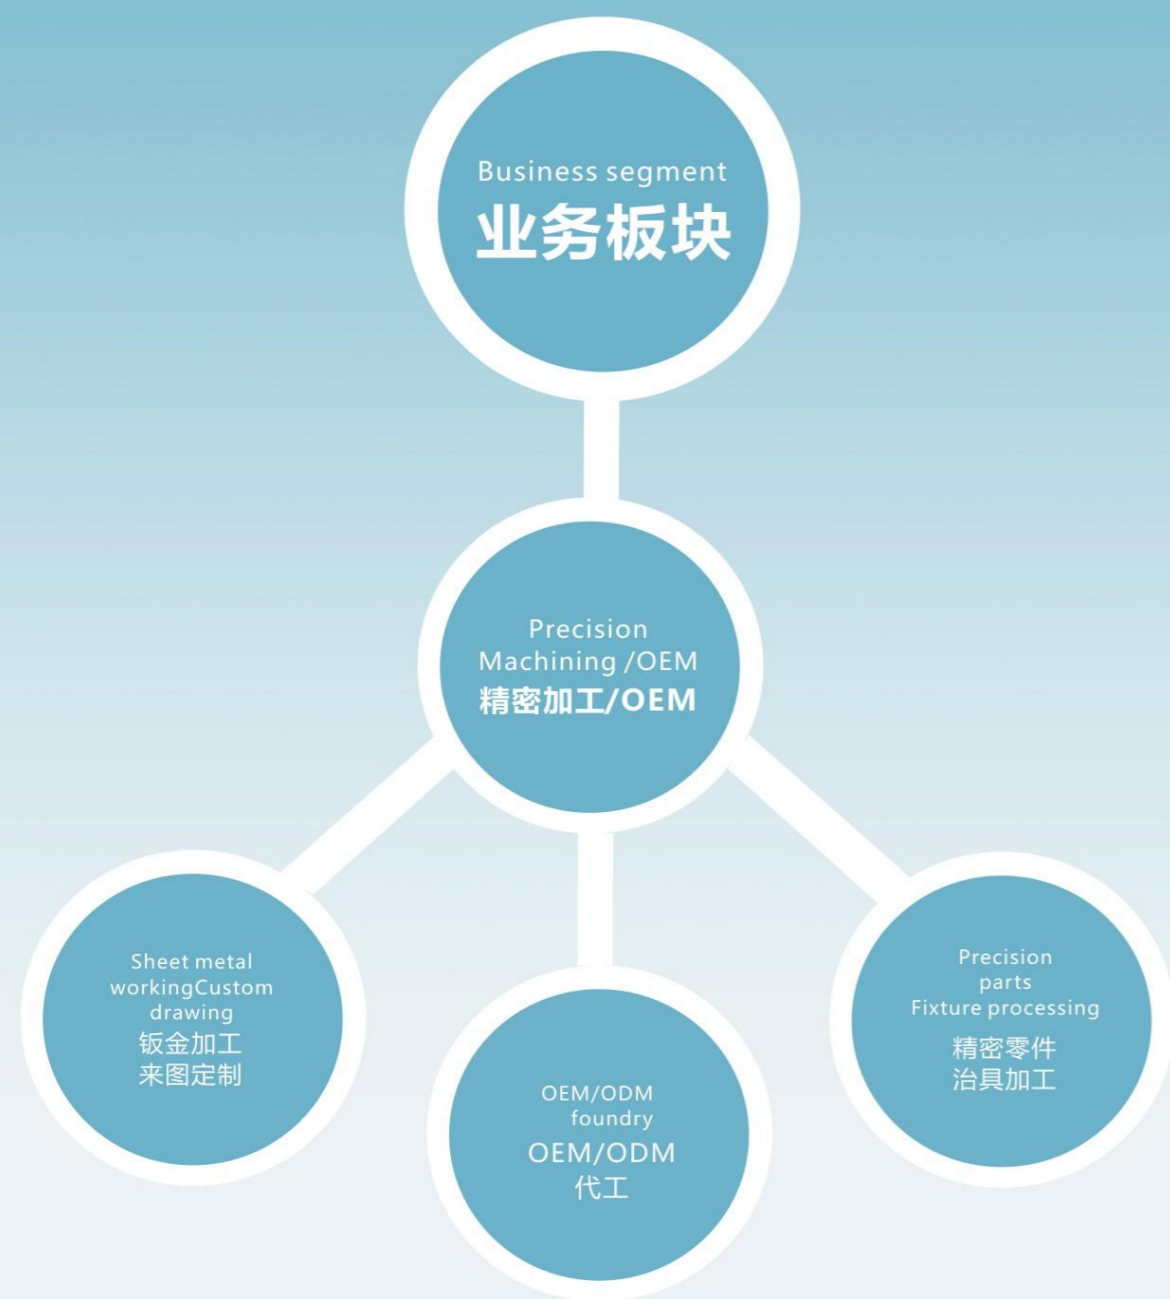 Business segment
业务板块
Precision
Machining /OEM
精密加工/OEM
Sheet metal
workingCustom
drawing
钣金加工
来图定制
OEM/ODM
foundry
OEM/ODM
代工
Precision
parts
Fixture processing
精密零件
治具加工